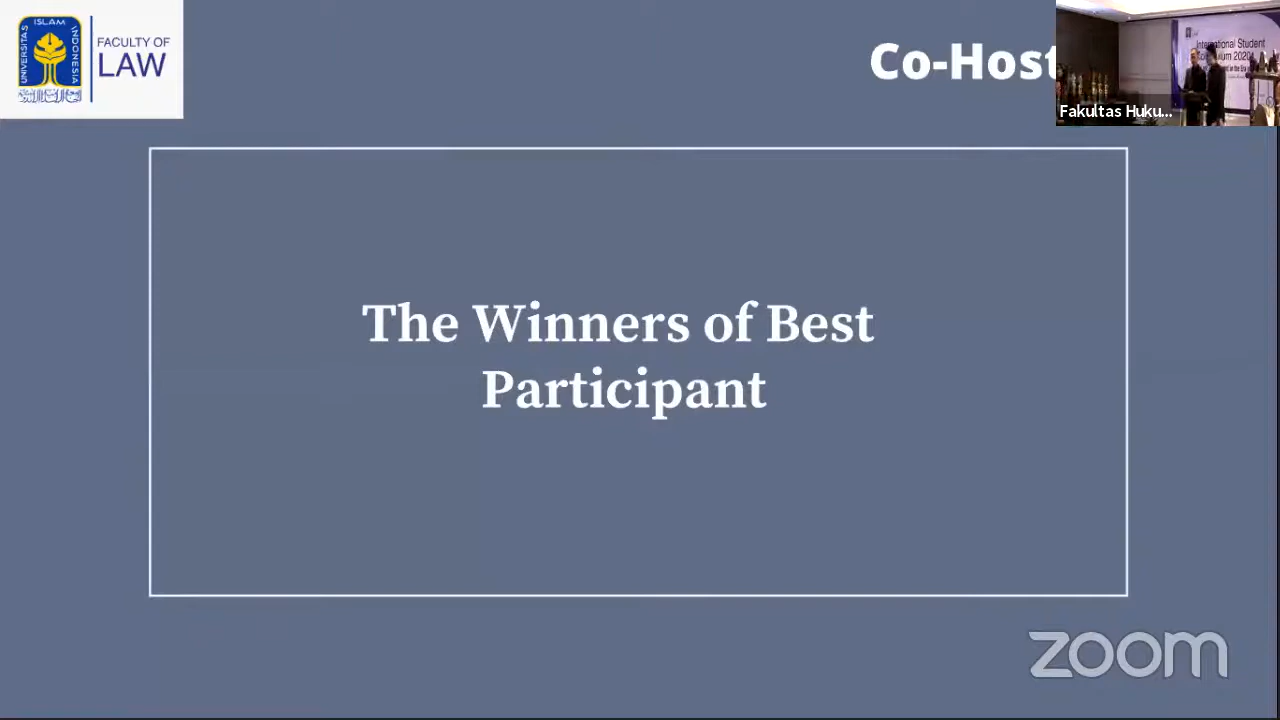 UNIVERSITAS ISLAM INDONESIA
FACULTY OF
LAW
Co-Host
International Student
Fakultas Huku...
The Winners of Best
Participant
zoom